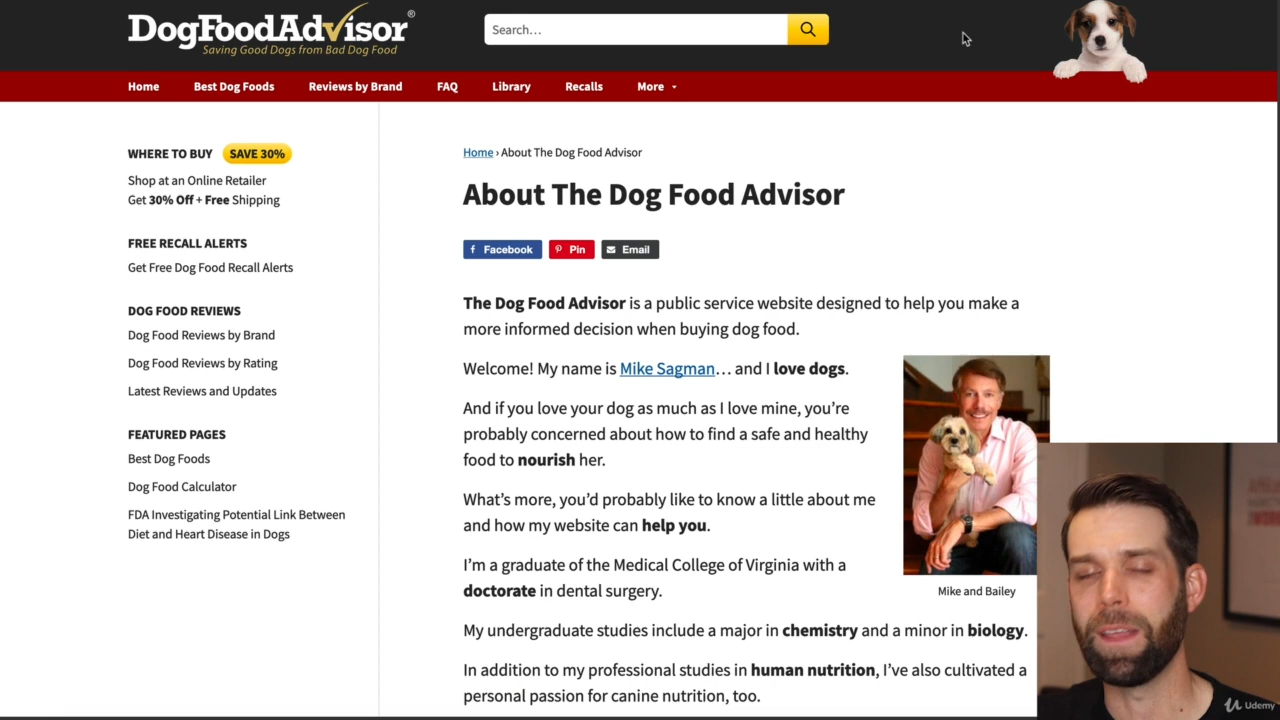 DogFoodAdvisor®
Saving Good Dogs from Bad Dog Food
Search…
Home
Best Dog Foods
Reviews by Brand
FAQ
Library
Recalls
More
WHERE TO BUY SAVE 30%
Shop at an Online Retailer
Get 30% Off + Free Shipping
FREE RECALL ALERTS
Get Free Dog Food Recall Alerts
DOG FOOD REVIEWS
Dog Food Reviews by Brand
Dog Food Reviews by Rating
Latest Reviews and Updates
FEATURED PAGES
Best Dog Foods
Dog Food Calculator
FDA Investigating Potential Link Between
Diet and Heart Disease in Dogs
Home › About The Dog Food Advisor
About The Dog Food Advisor
Facebook
Pin
Email
The Dog Food Advisor is a public service website designed to help you make a
more informed decision when buying dog food.
Welcome! My name is Mike Sagman… and I love dogs.
And if you love your dog as much as I love mine, you’re
probably concerned about how to find a safe and healthy
food to nourish her.
What’s more, you’d probably like to know a little about me
and how my website can help you.
I’m a graduate of the Medical College of Virginia with a
doctorate in dental surgery.
Mike and Bailey
My undergraduate studies include a major in chemistry and a minor in biology.
In addition to my professional studies in human nutrition, I’ve also cultivated a
personal passion for canine nutrition, too.
Udemy